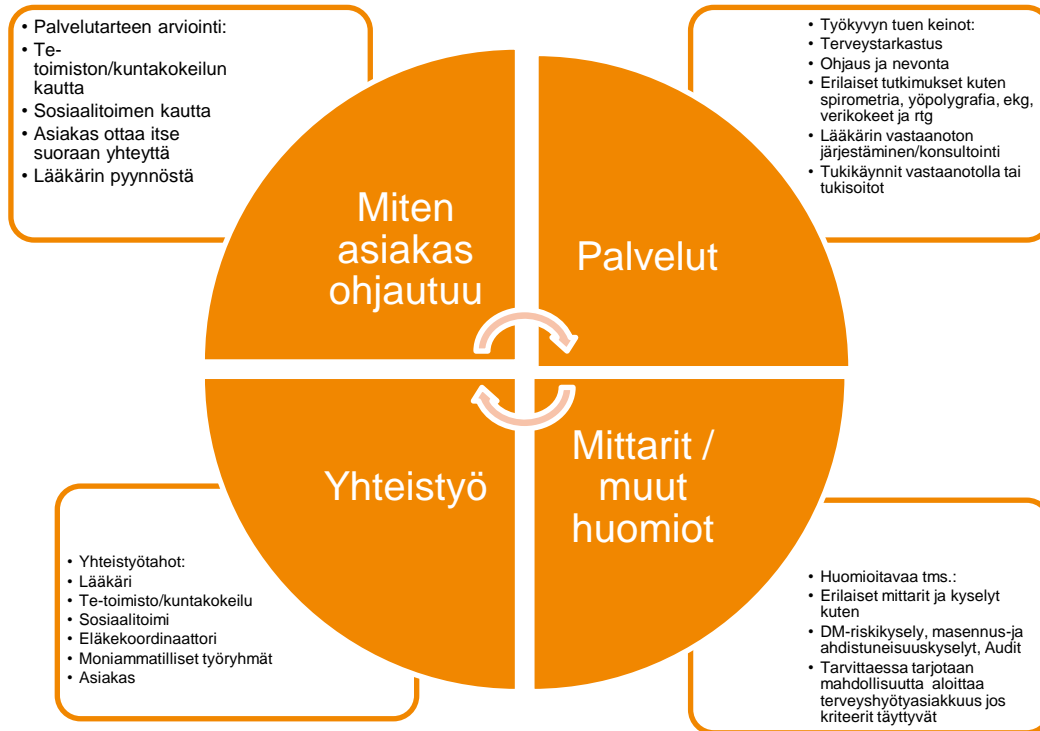 • Palvelutarteen arviointi:
• Te-
toimiston/kuntakokeilun
kautta
• Sosiaalitoimen kautta
• Asiakas ottaa itse
suoraan yhteyttä
• Lääkärin pyynnöstä
• Työkyvyn tuen keinot:
• Terveystarkastus
• Ohjaus ja nevonta
• Erilaiset tutkimukset kuten
spirometria, yöpolygrafia, ekg,
verikokeet ja rtg
• Lääkärin vastaanoton
järjestäminen/konsultointi
• Tukikäynnit vastaanotolla tai
tukisoitot
Miten
asiakas
ohjautuu
Palvelut
Yhteistyö
Mittarit /
muut
huomiot
• Yhteistyötahot:
• Lääkäri
• Te-toimisto/kuntakokeilu
• Sosiaalitoimi
• Eläkekoordinaattori
• Moniammatilliset työryhmät
• Asiakas
• Huomioitavaa tms.:
• Erilaiset mittarit ja kyselyt
kuten
• DM-riskikysely, masennus-ja
ahdistuneisuuskyselyt, Audit
• Tarvittaessa tarjotaan
mahdollisuutta aloittaa
terveyshyötyasiakkuus jos
kriteerit täyttyvät